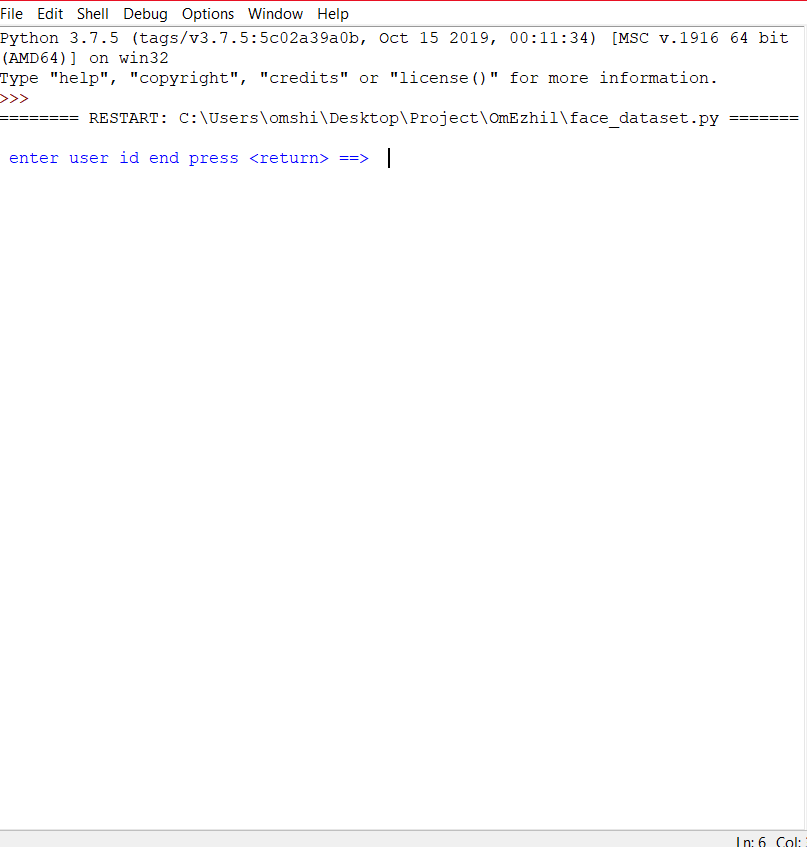 File Edit Shell Debug Options Window Help
Python 3.7.5 (tags/v3.7.5:5c02a39a0b, Oct 15 2019, 00:11:34) [MSC v.1916 64 bit
(AMD64)] on win32
Type "help", "copyright", "credits" or "license()" for more information.
>>>
======== RESTART: C:\Users\omshi\Desktop\Project\OmEzhil\face_dataset.py =======
enter user id end press <return> ==>
Ln: 6 Col: